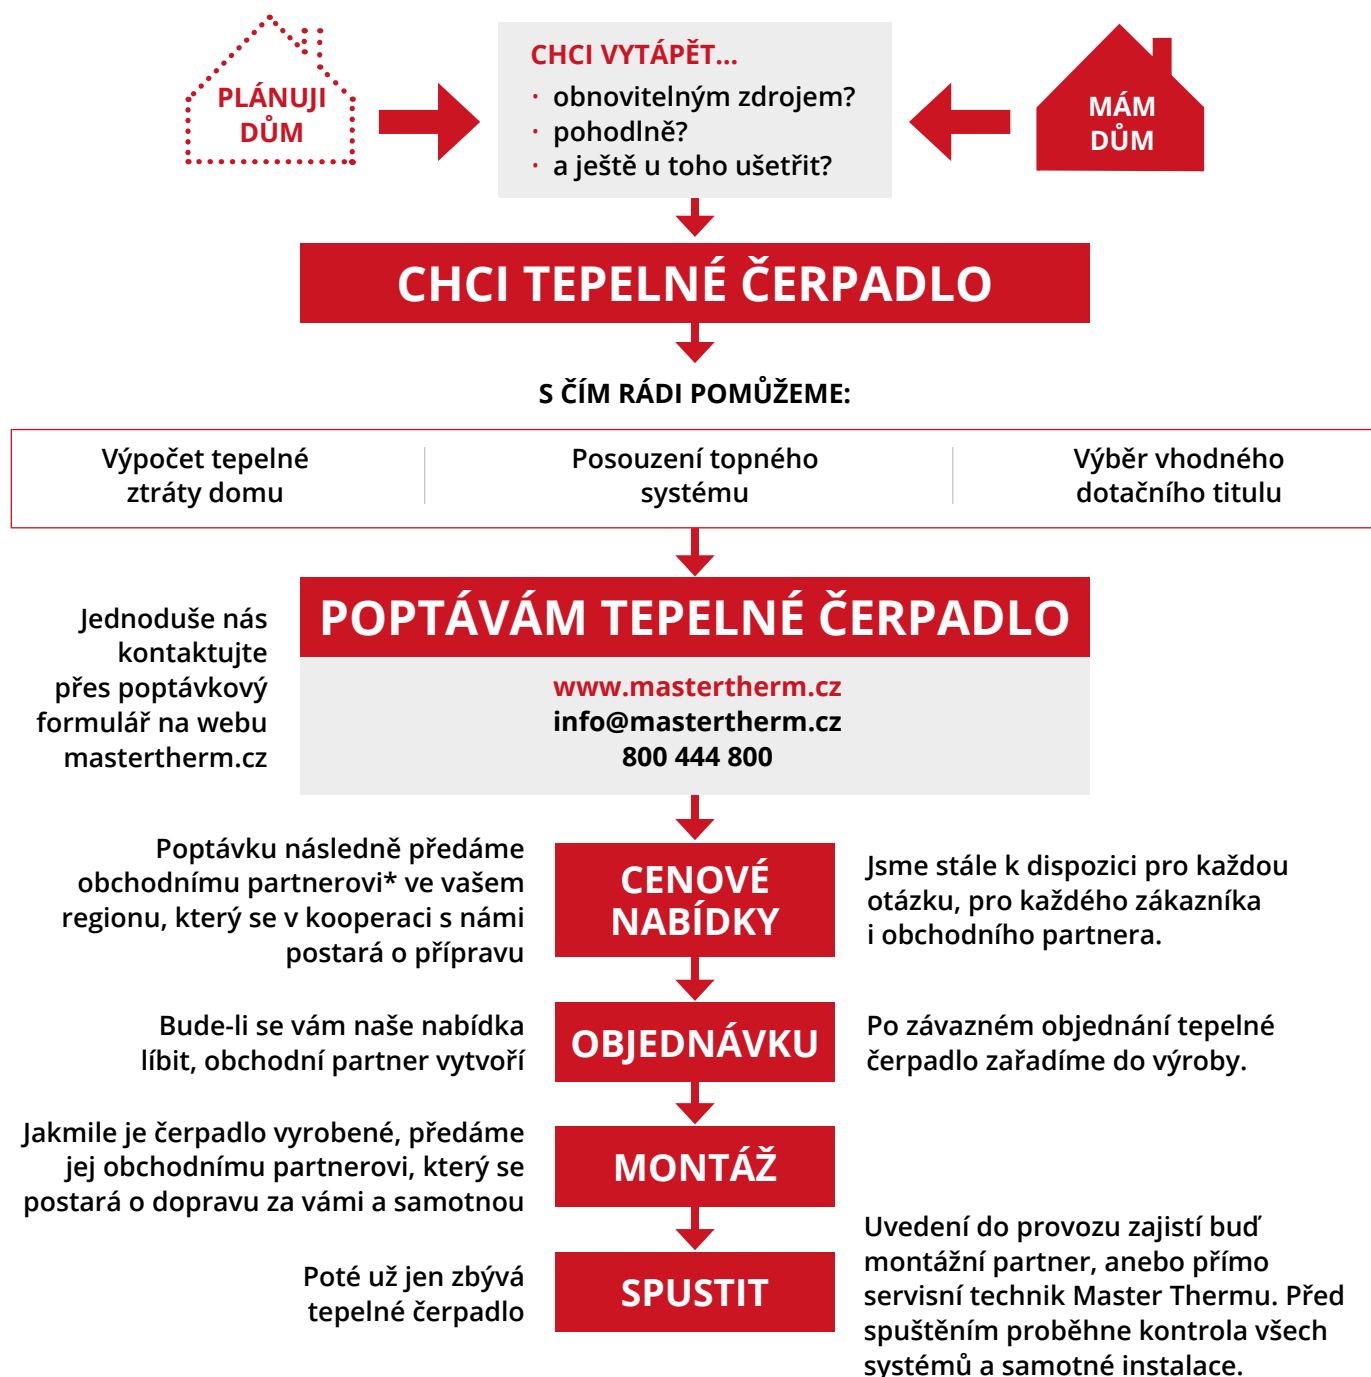 PLÁNUJI
DŮM
CHCI VYTÁPĚT...
· obnovitelným zdrojem?
· pohodlně?
· a ještě u toho ušetřit?
MÁM
DŮM
CHCI TEPELNÉ ČERPADLO
S ČÍM RÁDI POMŮŽEME:
Výpočet tepelné
ztráty domu
Posouzení topného
systému
Výběr vhodného
dotačního titulu
Jednoduše nás
kontaktujte
přes poptávkový
formulář na webu
mastertherm.cz
POPTÁVÁM TEPELNÉ ČERPADLO
www.mastertherm.cz
info@mastertherm.cz
800 444 800
Poptávku následně předáme
obchodnímu partnerovi* ve vašem
regionu, který se v kooperaci s námi
postará o přípravu
CENOVÉ
NABÍDKY
Jsme stále k dispozici pro každou
otázku, pro každého zákazníka
i obchodního partnera.
Bude-li se vám naše nabídka
líbit, obchodní partner vytvoří
OBJEDNÁVKU
Po závazném objednání tepelné
čerpadlo zařadíme do výroby.
Jakmile je čerpadlo vyrobené, předáme
jej obchodnímu partnerovi, který se
postará o dopravu za vámi a samotnou
MONTÁŽ
Poté už jen zbývá
tepelné čerpadlo
SPUSTIT
Uvedení do provozu zajistí buď
montážní partner, anebo přímo
servisní technik Master Thermu. Před
spuštěním proběhne kontrola všech
systémů a samotné instalace.